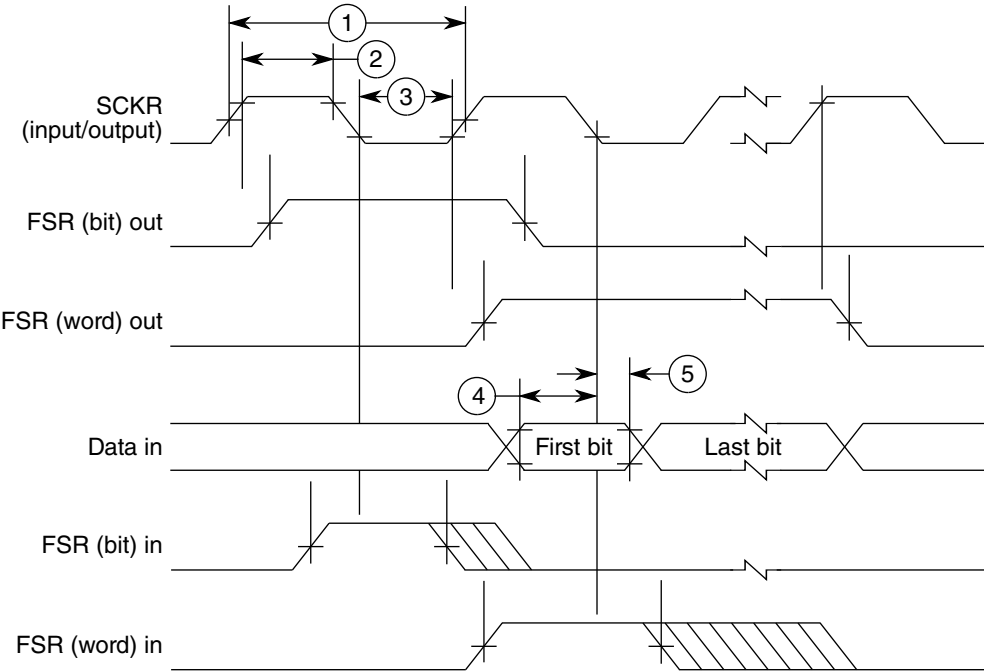 1
2
3
SCKR
(input/output)
FSR (bit) out
FSR (word) out
5
4
Data in
First bit
Last bit
FSR (bit) in
FSR (word) in